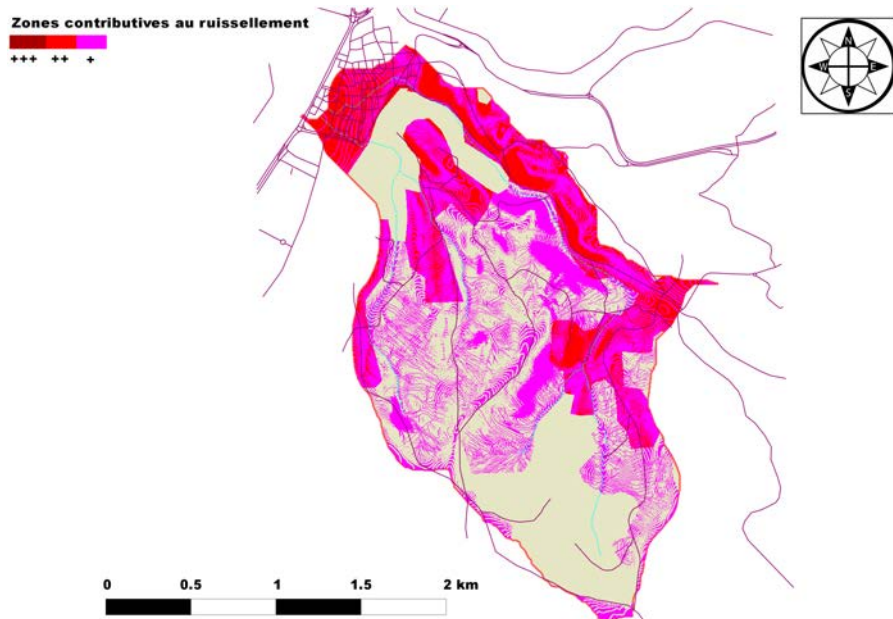 Zones contributives au ruissellement
+++ ++ +
N
W E
S
0 0.5 1 1.5 2 km